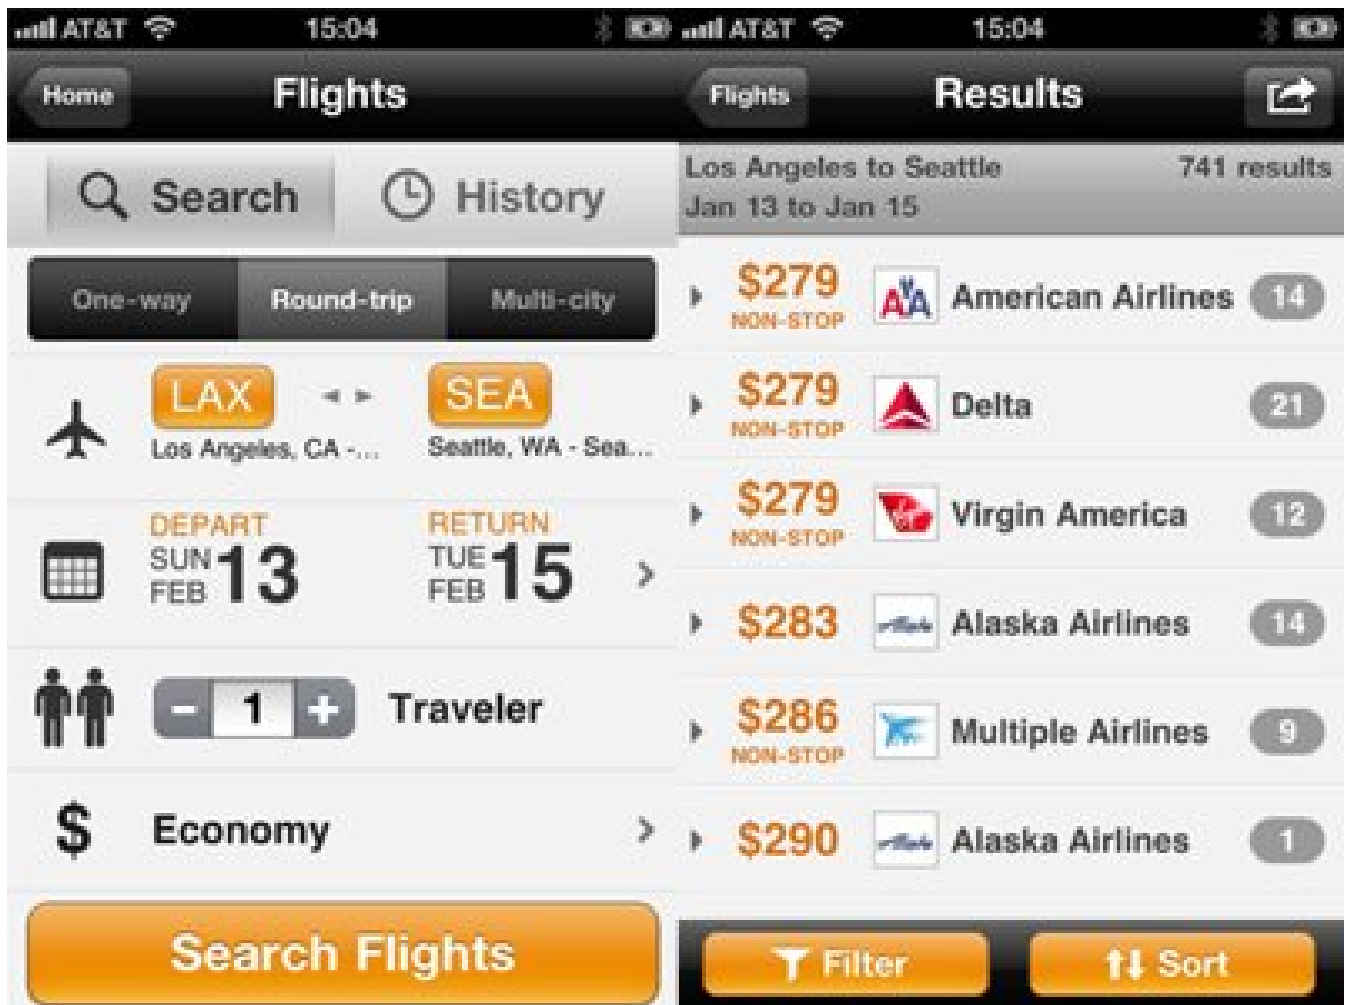 AT&T 15:04
Home Flights
Search History
One-way Round-trip Multi-city
LAX SEA
Los Angeles, CA -... Seattle, WA - Sea...
DEPART RETURN
SUN FEB 13 TUE FEB 15
- 1 + Traveler
$ Economy
Search Flights
AT&T 15:04
Flights Results
Los Angeles to Seattle 741 results
Jan 13 to Jan 15
$279 NON-STOP AA American Airlines 14
$279 NON-STOP Delta 21
$279 NON-STOP Virgin America 12
$283 Alaska Airlines 14
$286 NON-STOP Multiple Airlines 9
$290 Alaska Airlines 1
Filter Sort